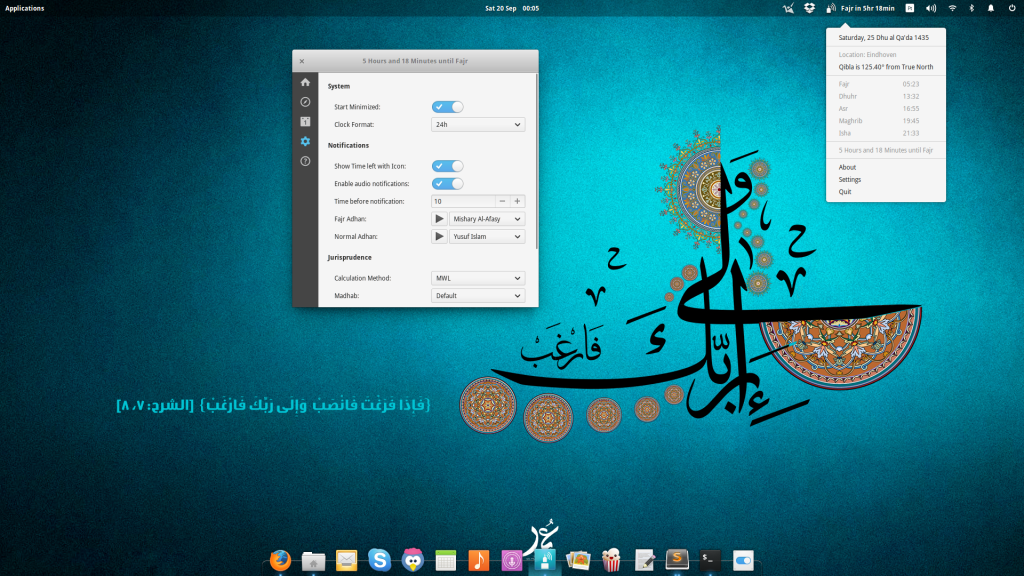 Applications
Sat 20 Sep 00:05
Fajr in 5hr 18min
5 Hours and 18 Minutes until Fajr
System
Start Minimized:
Clock Format: 24h
Notifications
Show Time left with Icon:
Enable audio notifications:
Time before notification: 10 − +
Fajr Adhan: Mishary Al-Afasy
Normal Adhan: Yusuf Islam
Jurisprudence
Calculation Method: MWL
Madhab: Default
Saturday, 25 Dhu al Qa'da 1435
Location: Eindhoven
Qibla is 125.40° from True North
Fajr 05:23
Dhuhr 13:32
Asr 16:55
Maghrib 19:45
Isha 21:33
5 Hours and 18 Minutes until Fajr
About
Settings
Quit
وَإِلَى رَبِّكَ
فَارْغَبْ
{فَإِذَا فَرَغْتَ فَانْصَبْ وَإِلَى رَبِّكَ فَارْغَبْ} [الشرح: ٧، ٨]